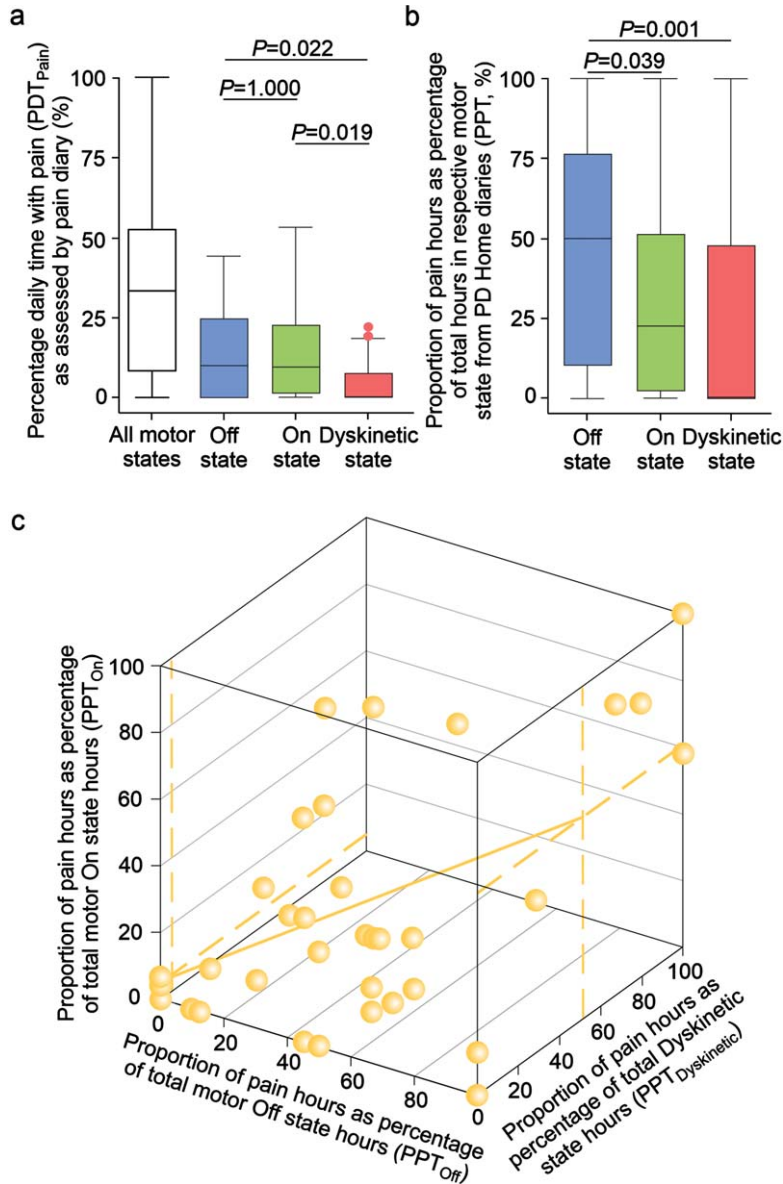 a
P=0.022
P=1.000
P=0.019
100
75
50
25
0
Percentage daily time with pain (PDTPain)
as assessed by pain diary (%)
All motor
states
Off
state
On
state
Dyskinetic
state
b
P=0.001
P=0.039
100
75
50
25
0
Proportion of pain hours as percentage
of total hours in respective motor
state from PD Home diaries (PPT, %)
Off
state
On
state
Dyskinetic
state
c
100
80
60
40
20
0
Proportion of pain hours as percentage
of total motor On state hours (PPTOn)
0
20
40
60
80
0
Proportion of pain hours as percentage
of total motor Off state hours (PPTOff)
20
40
60
80
100
Proportion of pain hours as
percentage of total Dyskinetic
state hours (PPTDyskinetic)